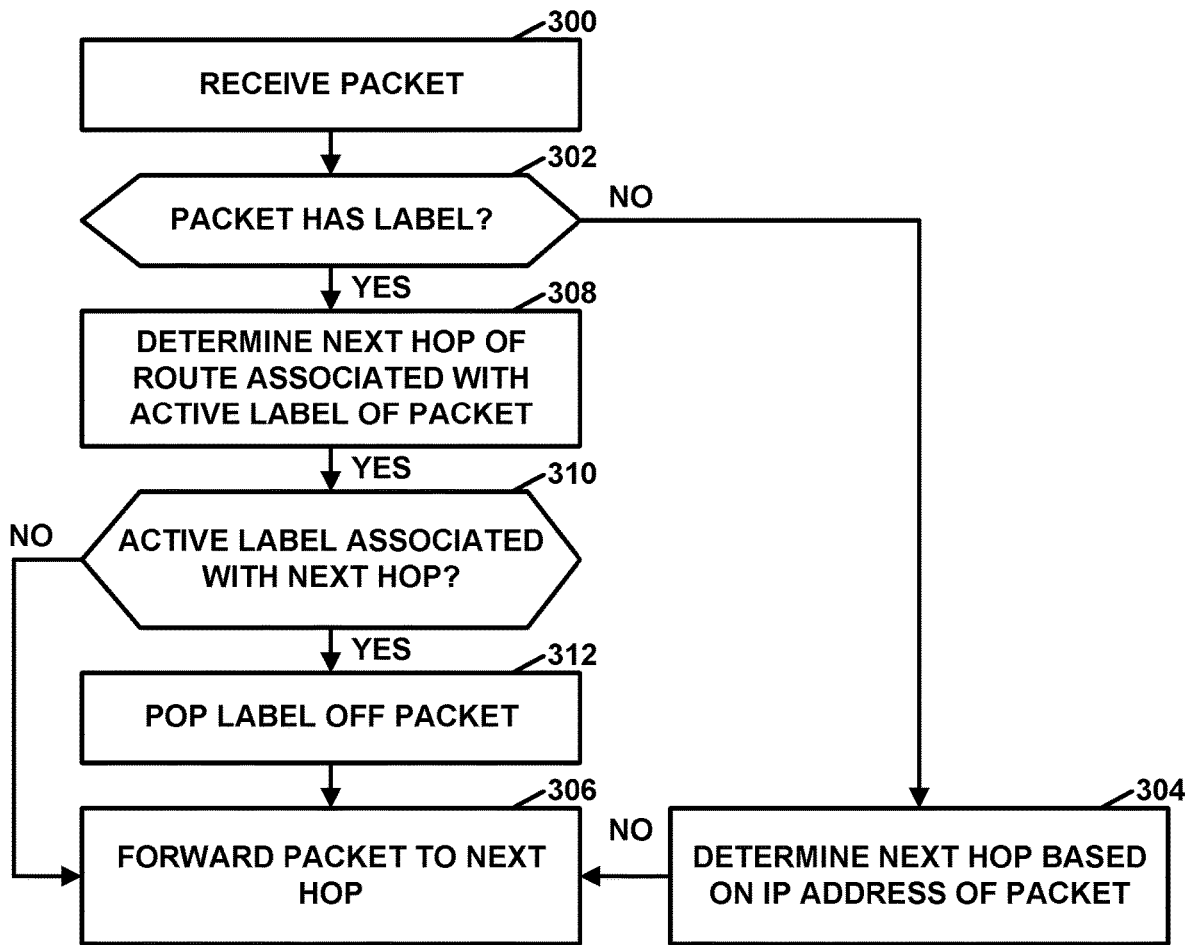 300
RECEIVE PACKET
302
PACKET HAS LABEL?
NO
YES
308
DETERMINE NEXT HOP OF
ROUTE ASSOCIATED WITH
ACTIVE LABEL OF PACKET
YES
310
NO
ACTIVE LABEL ASSOCIATED
WITH NEXT HOP?
YES
312
POP LABEL OFF PACKET
306
FORWARD PACKET TO NEXT
HOP
304
NO
DETERMINE NEXT HOP BASED
ON IP ADDRESS OF PACKET